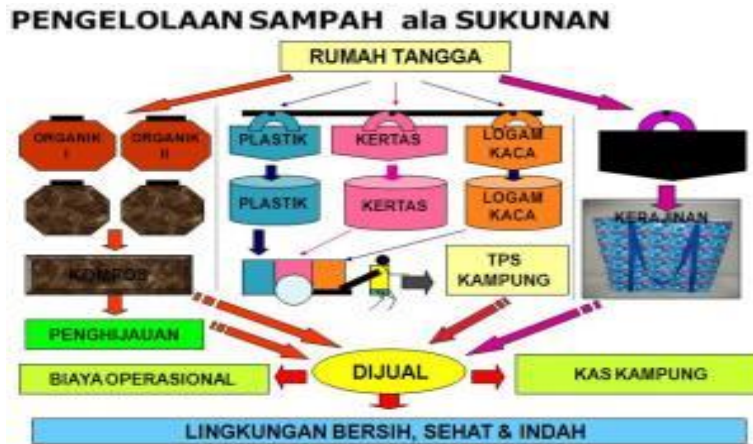 PENGELOLAAN SAMPAH ala SUKUNAN
RUMAH TANGGA
ORGANIK
I
ORGANIK
II
PLASTIK
KERTAS
LOGAM
KACA
PLASTIK
KERTAS
LOGAM
KACA
KERAJINAN
KOMPOS
TPS
KAMPUNG
PENGHIJAUAN
BIAYA OPERASIONAL
DIJUAL
KAS KAMPUNG
LINGKUNGAN BERSIH, SEHAT & INDAH